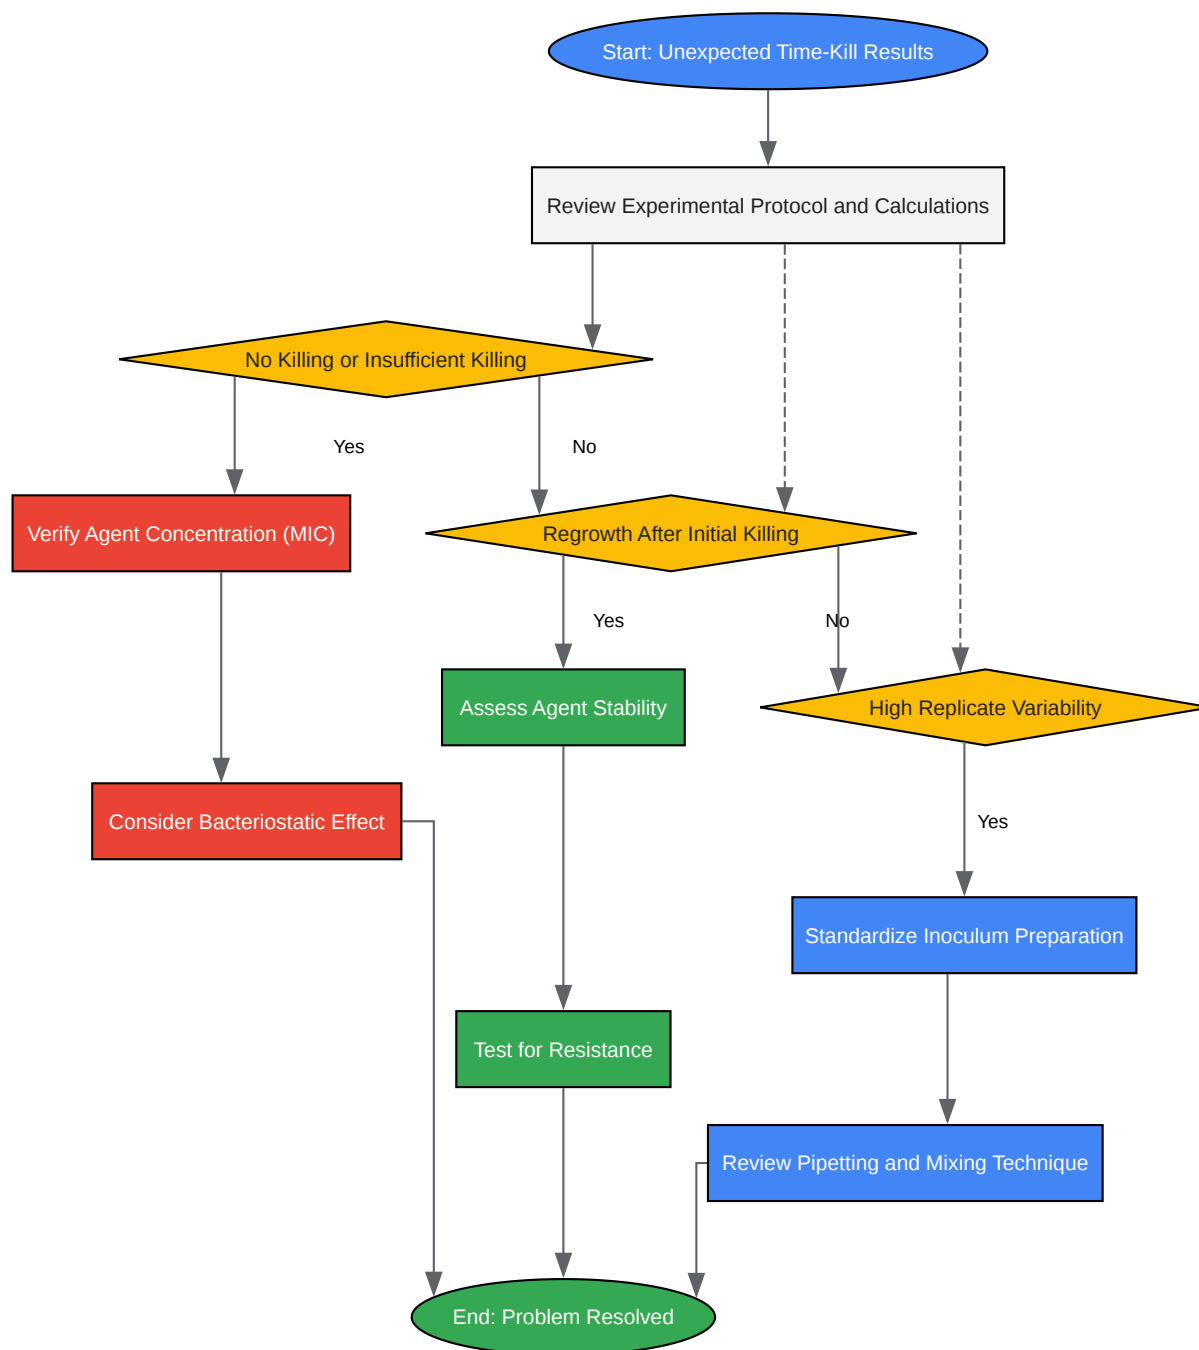 Start: Unexpected Time-Kill Results
Review Experimental Protocol and Calculations
No Killing or Insufficient Killing
Yes
No
Verify Agent Concentration (MIC)
Regrowth After Initial Killing
Yes
No
Assess Agent Stability
High Replicate Variability
Consider Bacteriostatic Effect
Yes
Standardize Inoculum Preparation
Test for Resistance
Review Pipetting and Mixing Technique
End: Problem Resolved